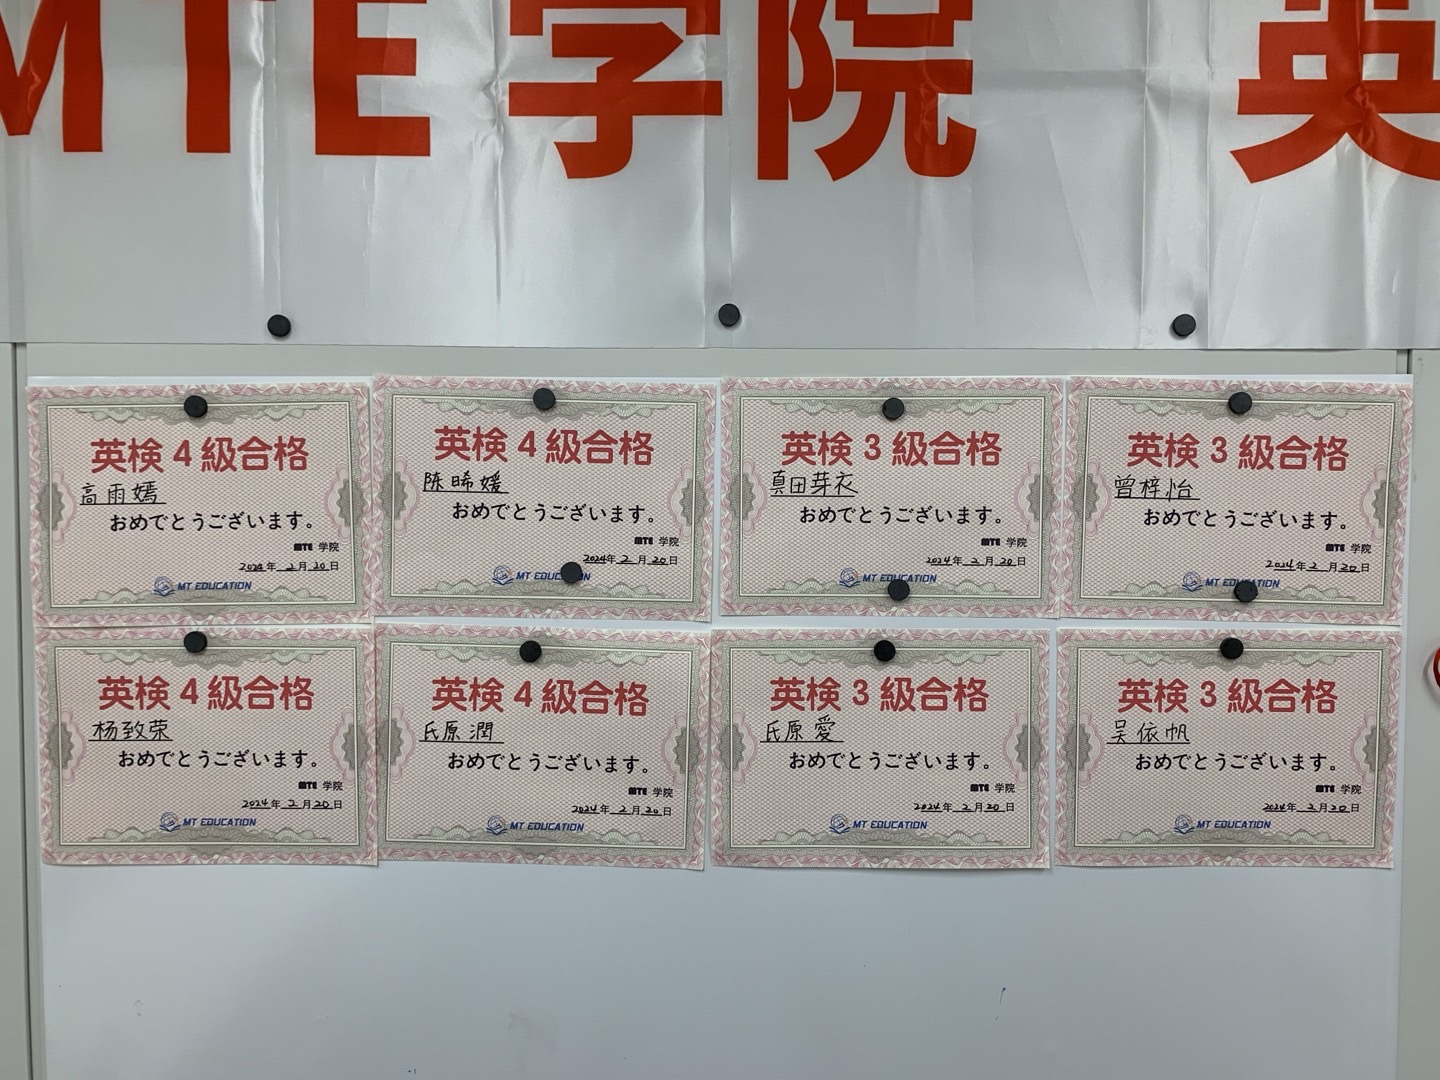 MTE学院 英
英検4級合格
高雨嫣
おめでとうございます。
MTE 学院
2024年2月20日
MT EDUCATION
英検4級合格
陈晞媛
おめでとうございます。
MTE 学院
2024年2月20日
MT EDUCATION
英検3級合格
真田芽衣
おめでとうございます。
MTE 学院
2024年2月20日
MT EDUCATION
英検3級合格
曾梓怡
おめでとうございます。
MTE 学院
2024年2月20日
MT EDUCATION
英検4級合格
杨致荣
おめでとうございます。
MTE 学院
2024年2月20日
MT EDUCATION
英検4級合格
氏原潤
おめでとうございます。
MTE 学院
2024年2月20日
MT EDUCATION
英検3級合格
氏原愛
おめでとうございます。
MTE 学院
2024年2月20日
MT EDUCATION
英検3級合格
吴依帆
おめでとうございます。
MTE 学院
2024年2月20日
MT EDUCATION